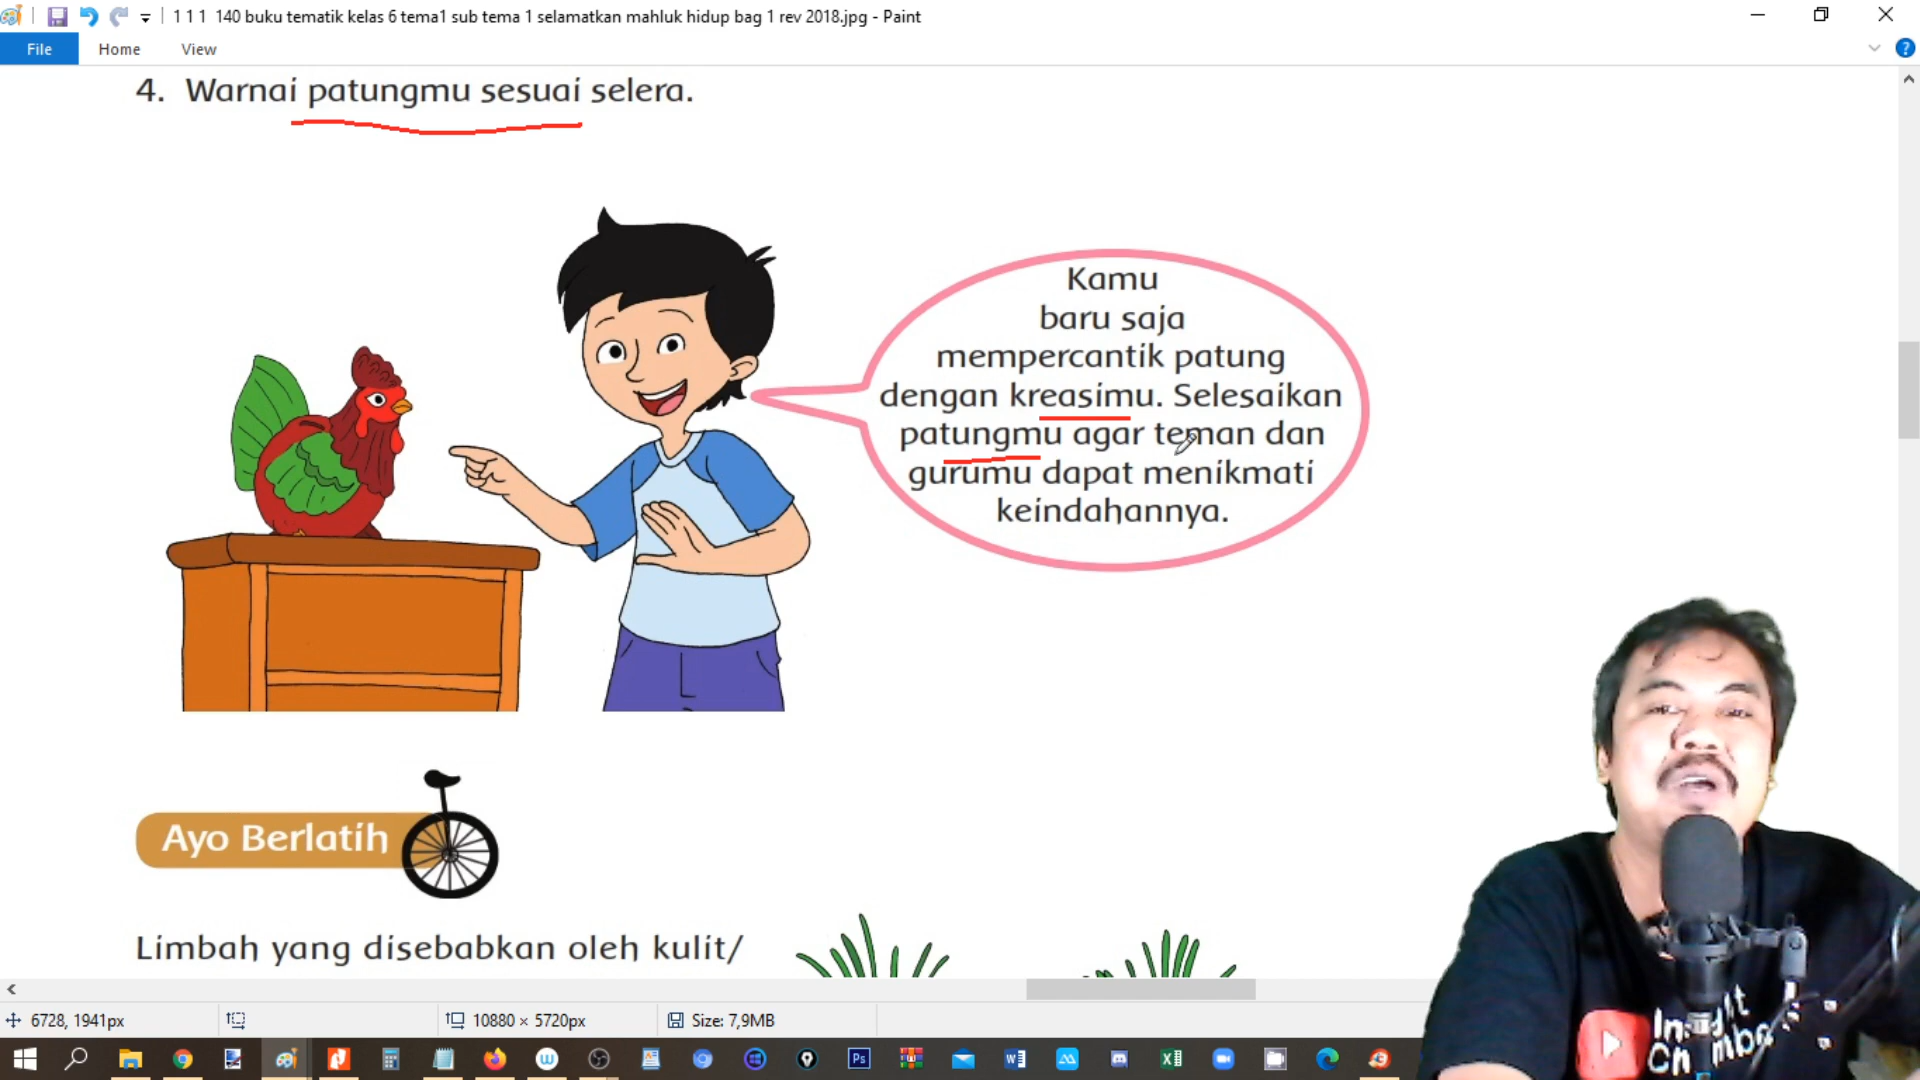 1 1 1 140 buku tematik kelas 6 tema1 sub tema 1 selamatkan mahluk hidup bag 1 rev 2018.jpg - Paint
File Home View
4. Warnai patungmu sesuai selera.
Kamu
baru saja
mempercantik patung
dengan kreasimu. Selesaikan
patungmu agar teman dan
gurumu dapat menikmati
keindahannya.
Ayo Berlatih
Limbah yang disebabkan oleh kulit/
6728, 1941px
10880 × 5720px
Size: 7,9MB
Ps